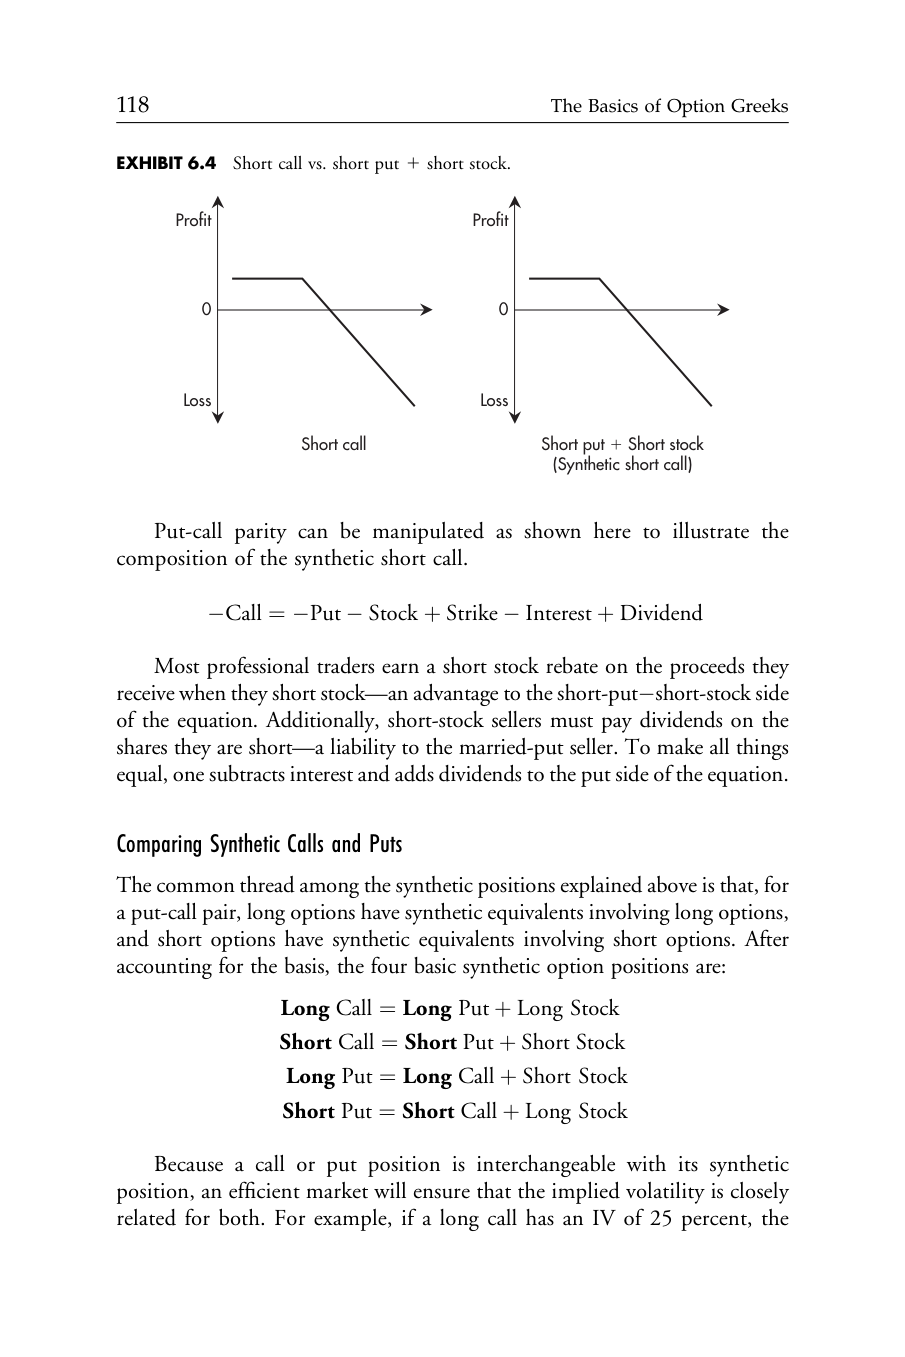 118 The Basics of Option Greeks
EXHIBIT 6.4 Short call vs. short put + short stock.
Profit
0
Loss
Short call
Profit
0
Loss
Short put + Short stock
(Synthetic short call)
Put-call parity can be manipulated as shown here to illustrate the
composition of the synthetic short call.
−Call = −Put − Stock + Strike − Interest + Dividend
Most professional traders earn a short stock rebate on the proceeds they
receive when they short stock—an advantage to the short-put−short-stock side
of the equation. Additionally, short-stock sellers must pay dividends on the
shares they are short—a liability to the married-put seller. To make all things
equal, one subtracts interest and adds dividends to the put side of the equation.
Comparing Synthetic Calls and Puts
The common thread among the synthetic positions explained above is that, for
a put-call pair, long options have synthetic equivalents involving long options,
and short options have synthetic equivalents involving short options. After
accounting for the basis, the four basic synthetic option positions are:
Long Call = Long Put + Long Stock
Short Call = Short Put + Short Stock
Long Put = Long Call + Short Stock
Short Put = Short Call + Long Stock
Because a call or put position is interchangeable with its synthetic
position, an efficient market will ensure that the implied volatility is closely
related for both. For example, if a long call has an IV of 25 percent, the